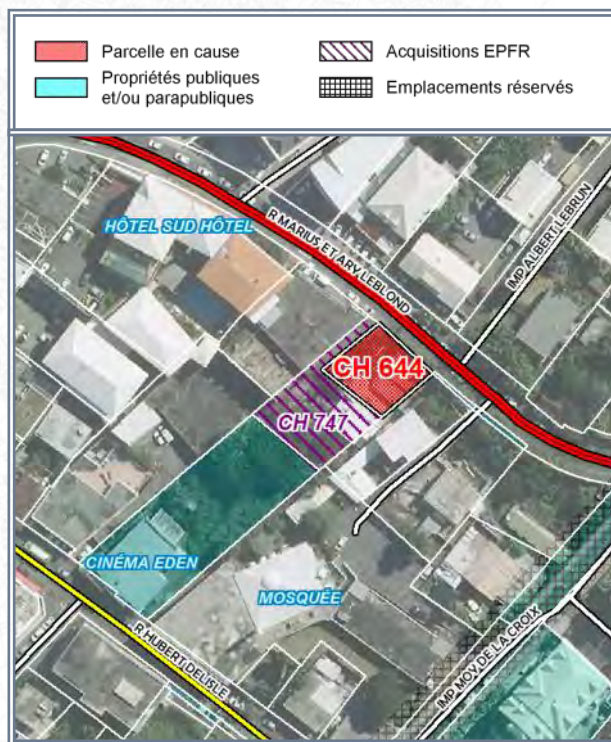 Parcelle en cause
Propriétés publiques
et/ou parapubliques
Acquisitions EPFR
Emplacements réservés
HÔTEL SUD HÔTEL
R MARIUS ET ARY LEBLOND
IMP ALBERT LEBRUN
CH 644
CH 747
CINÉMA EDEN
MOSQUÉE
R HUBERT DELISLE
IMP MOV DE LA CROIX